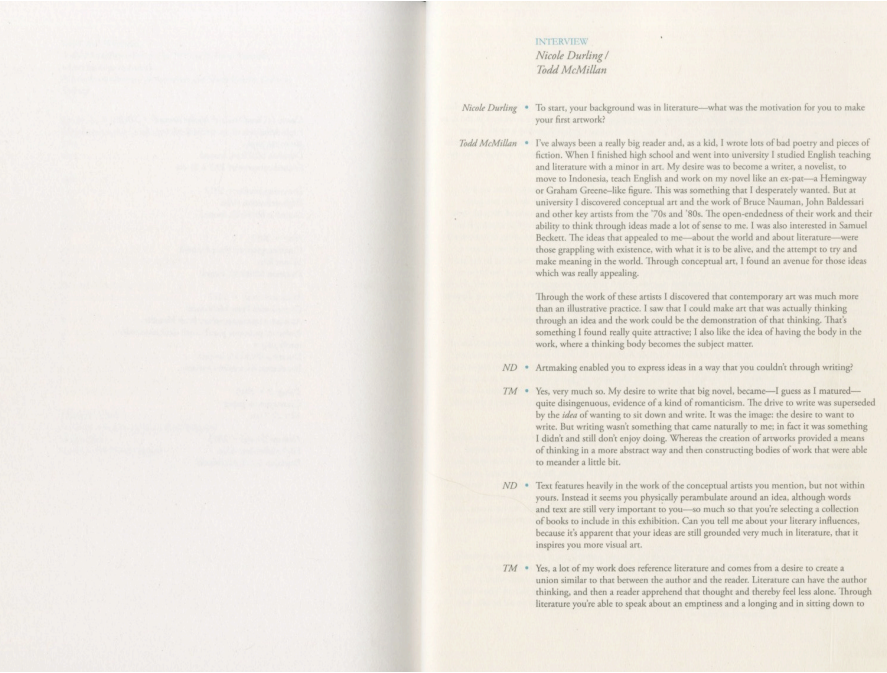 INTERVIEW
Nicole Durling /
Todd McMillan
Nicole Durling • To start, your background was in literature—what was the motivation for you to make
your first artwork?
Todd McMillan • I've always been a really big reader and, as a kid, I wrote lots of bad poetry and pieces of
fiction. When I finished high school and went into university I studied English teaching
and literature with a minor in art. My desire was to become a writer, a novelist, to
move to Indonesia, teach English and work on my novel like an ex-pat—a Hemingway
or Graham Greene–like figure. This was something that I desperately wanted. But at
university I discovered conceptual art and the work of Bruce Nauman, John Baldessari
and other key artists from the '70s and '80s. The open-endedness of their work and their
ability to think through ideas made a lot of sense to me. I was also interested in Samuel
Beckett. The ideas that appealed to me—about the world and about literature—were
those grappling with existence, with what it is to be alive, and the attempt to try and
make meaning in the world. Through conceptual art, I found an avenue for those ideas
which was really appealing.
Through the work of these artists I discovered that contemporary art was much more
than an illustrative practice. I saw that I could make art that was actually thinking
through an idea and the work could be the demonstration of that thinking. That's
something I found really quite attractive; I also like the idea of having the body in the
work, where a thinking body becomes the subject matter.
ND • Artmaking enabled you to express ideas in a way that you couldn't through writing?
TM • Yes, very much so. My desire to write that big novel, became—I guess as I matured—
quite disingenuous, evidence of a kind of romanticism. The drive to write was superseded
by the idea of wanting to sit down and write. It was the image: the desire to want to
write. But writing wasn't something that came naturally to me; in fact it was something
I didn't and still don't enjoy doing. Whereas the creation of artworks provided a means
of thinking in a more abstract way and then constructing bodies of work that were able
to meander a little bit.
ND • Text features heavily in the work of the conceptual artists you mention, but not within
yours. Instead it seems you physically perambulate around an idea, although words
and text are still very important to you—so much so that you're selecting a collection
of books to include in this exhibition. Can you tell me about your literary influences,
because it's apparent that your ideas are still grounded very much in literature, that it
inspires you more visual art.
TM • Yes, a lot of my work does reference literature and comes from a desire to create a
union similar to that between the author and the reader. Literature can have the author
thinking, and then a reader apprehend that thought and thereby feel less alone. Through
literature you're able to speak about an emptiness and a longing and in sitting down to